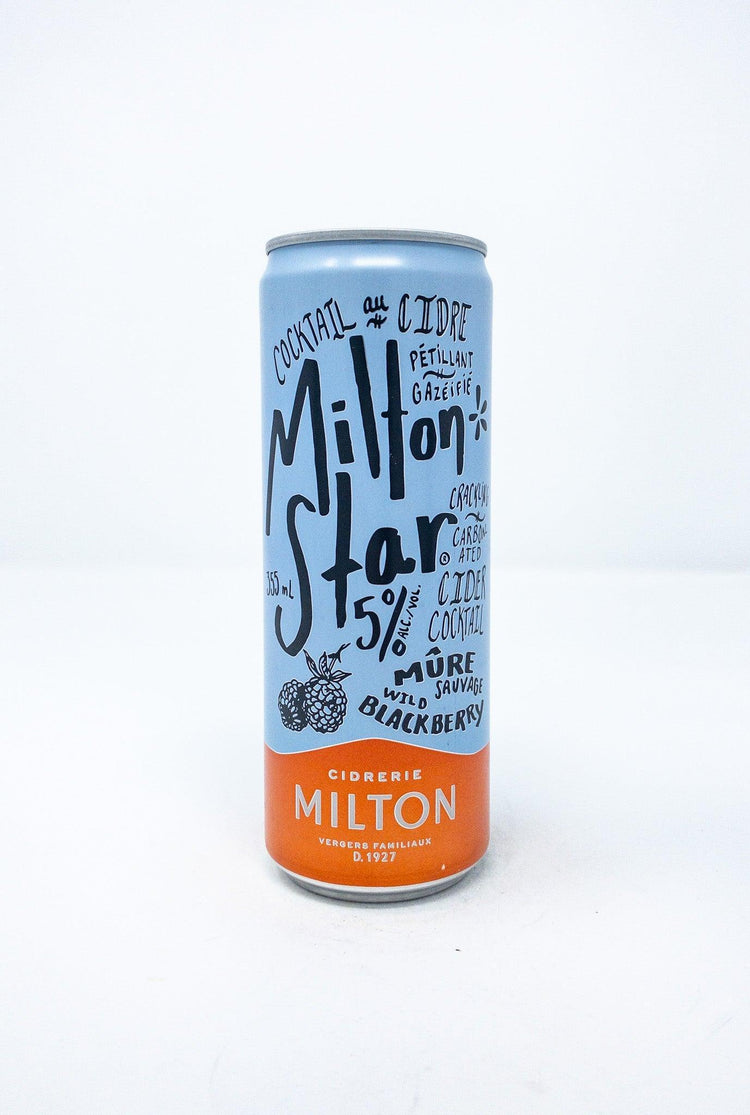 COCKTAIL au CIDRE
PÉTILLANT
GAZÉIFIÉ
Milton
Star
®
CRACKLING
CARBON-
ATED
CIDER
COCKTAIL
355 mL
5% ALC./VOL.
MÛRE
SAUVAGE
WILD
BLACKBERRY
CIDRERIE
MILTON
VERGERS FAMILIAUX
D. 1927